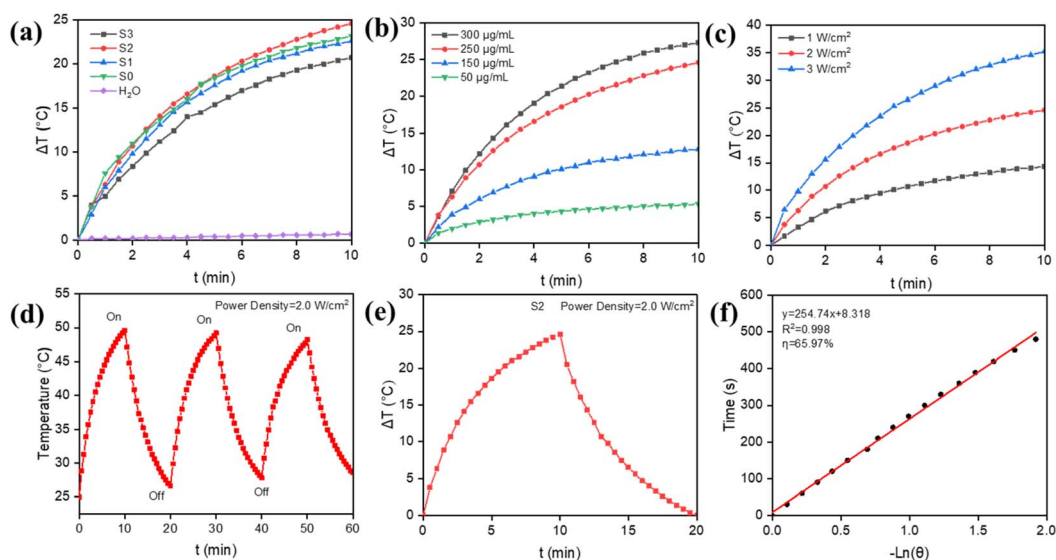 (a)
S3
S2
S1
S0
H₂O
ΔT (°C)
25
20
15
10
5
0
0 2 4 6 8 10
t (min)
(b)
300 μg/mL
250 μg/mL
150 μg/mL
50 μg/mL
ΔT (°C)
30
25
20
15
10
5
0
0 2 4 6 8 10
t (min)
(c)
1 W/cm²
2 W/cm²
3 W/cm²
ΔT (°C)
40
35
30
25
20
15
10
5
0
0 2 4 6 8 10
t (min)
(d)
Power Density=2.0 W/cm²
On
On
On
Off
Off
Temperature (°C)
55
50
45
40
35
30
25
0 10 20 30 40 50 60
t (min)
(e)
S2 Power Density=2.0 W/cm²
ΔT (°C)
30
25
20
15
10
5
0
0 5 10 15 20
t (min)
(f)
y=254.74x+8.318
R²=0.998
η=65.97%
Time (s)
600
500
400
300
200
100
0
0.0 0.5 1.0 1.5 2.0
-Ln(θ)